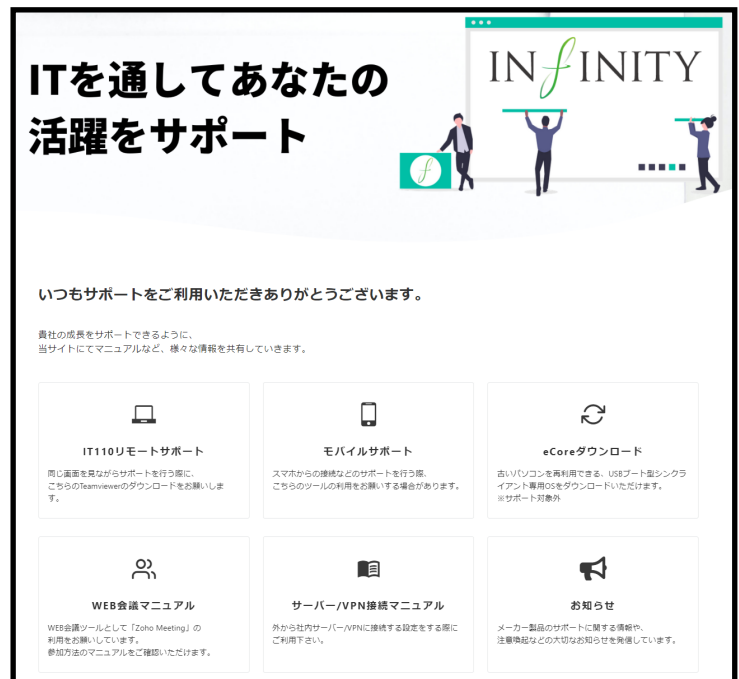 ITを通してあなたの
活躍をサポート
INfINITY
f
いつもサポートをご利用いただきありがとうございます。
貴社の成長をサポートできるように、
当サイトにてマニュアルなど、様々な情報を共有していきます。
IT110リモートサポート
同じ画面を見ながらサポートを行う際に、
こちらのTeamviewerのダウンロードをお願いしま
す。
モバイルサポート
スマホからの接続などのサポートを行う際、
こちらのツールの利用をお願いする場合があります。
eCoreダウンロード
古いパソコンを再利用できる、USBブート型シンクラ
イアント専用OSをダウンロードいただけます。
※サポート対象外
WEB会議マニュアル
WEB会議ツールとして「Zoho Meeting」の
利用をお願いしています。
参加方法のマニュアルをご確認いただけます。
サーバー/VPN接続マニュアル
外から社内サーバー/VPNに接続する設定をする際に
ご利用下さい。
お知らせ
メーカー製品のサポートに関する情報や、
注意喚起などの大切なお知らせを発信しています。